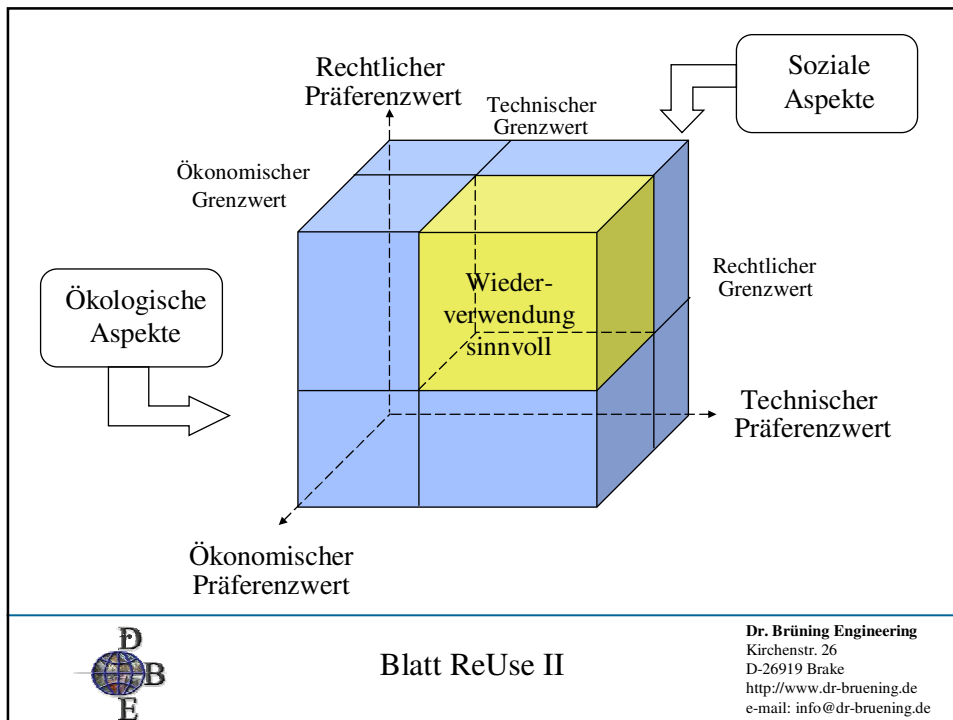 Rechtlicher
Präferenzwert
Soziale
Aspekte
Technischer
Grenzwert
Ökonomischer
Grenzwert
Rechtlicher
Grenzwert
Ökologische
Aspekte
Wieder-
verwendung
sinnvoll
Technischer
Präferenzwert
Ökonomischer
Präferenzwert
D
B
E
Blatt ReUse II
Dr. Brüning Engineering
Kirchenstr. 26
D-26919 Brake
http://www.dr-bruening.de
e-mail: info@dr-bruening.de